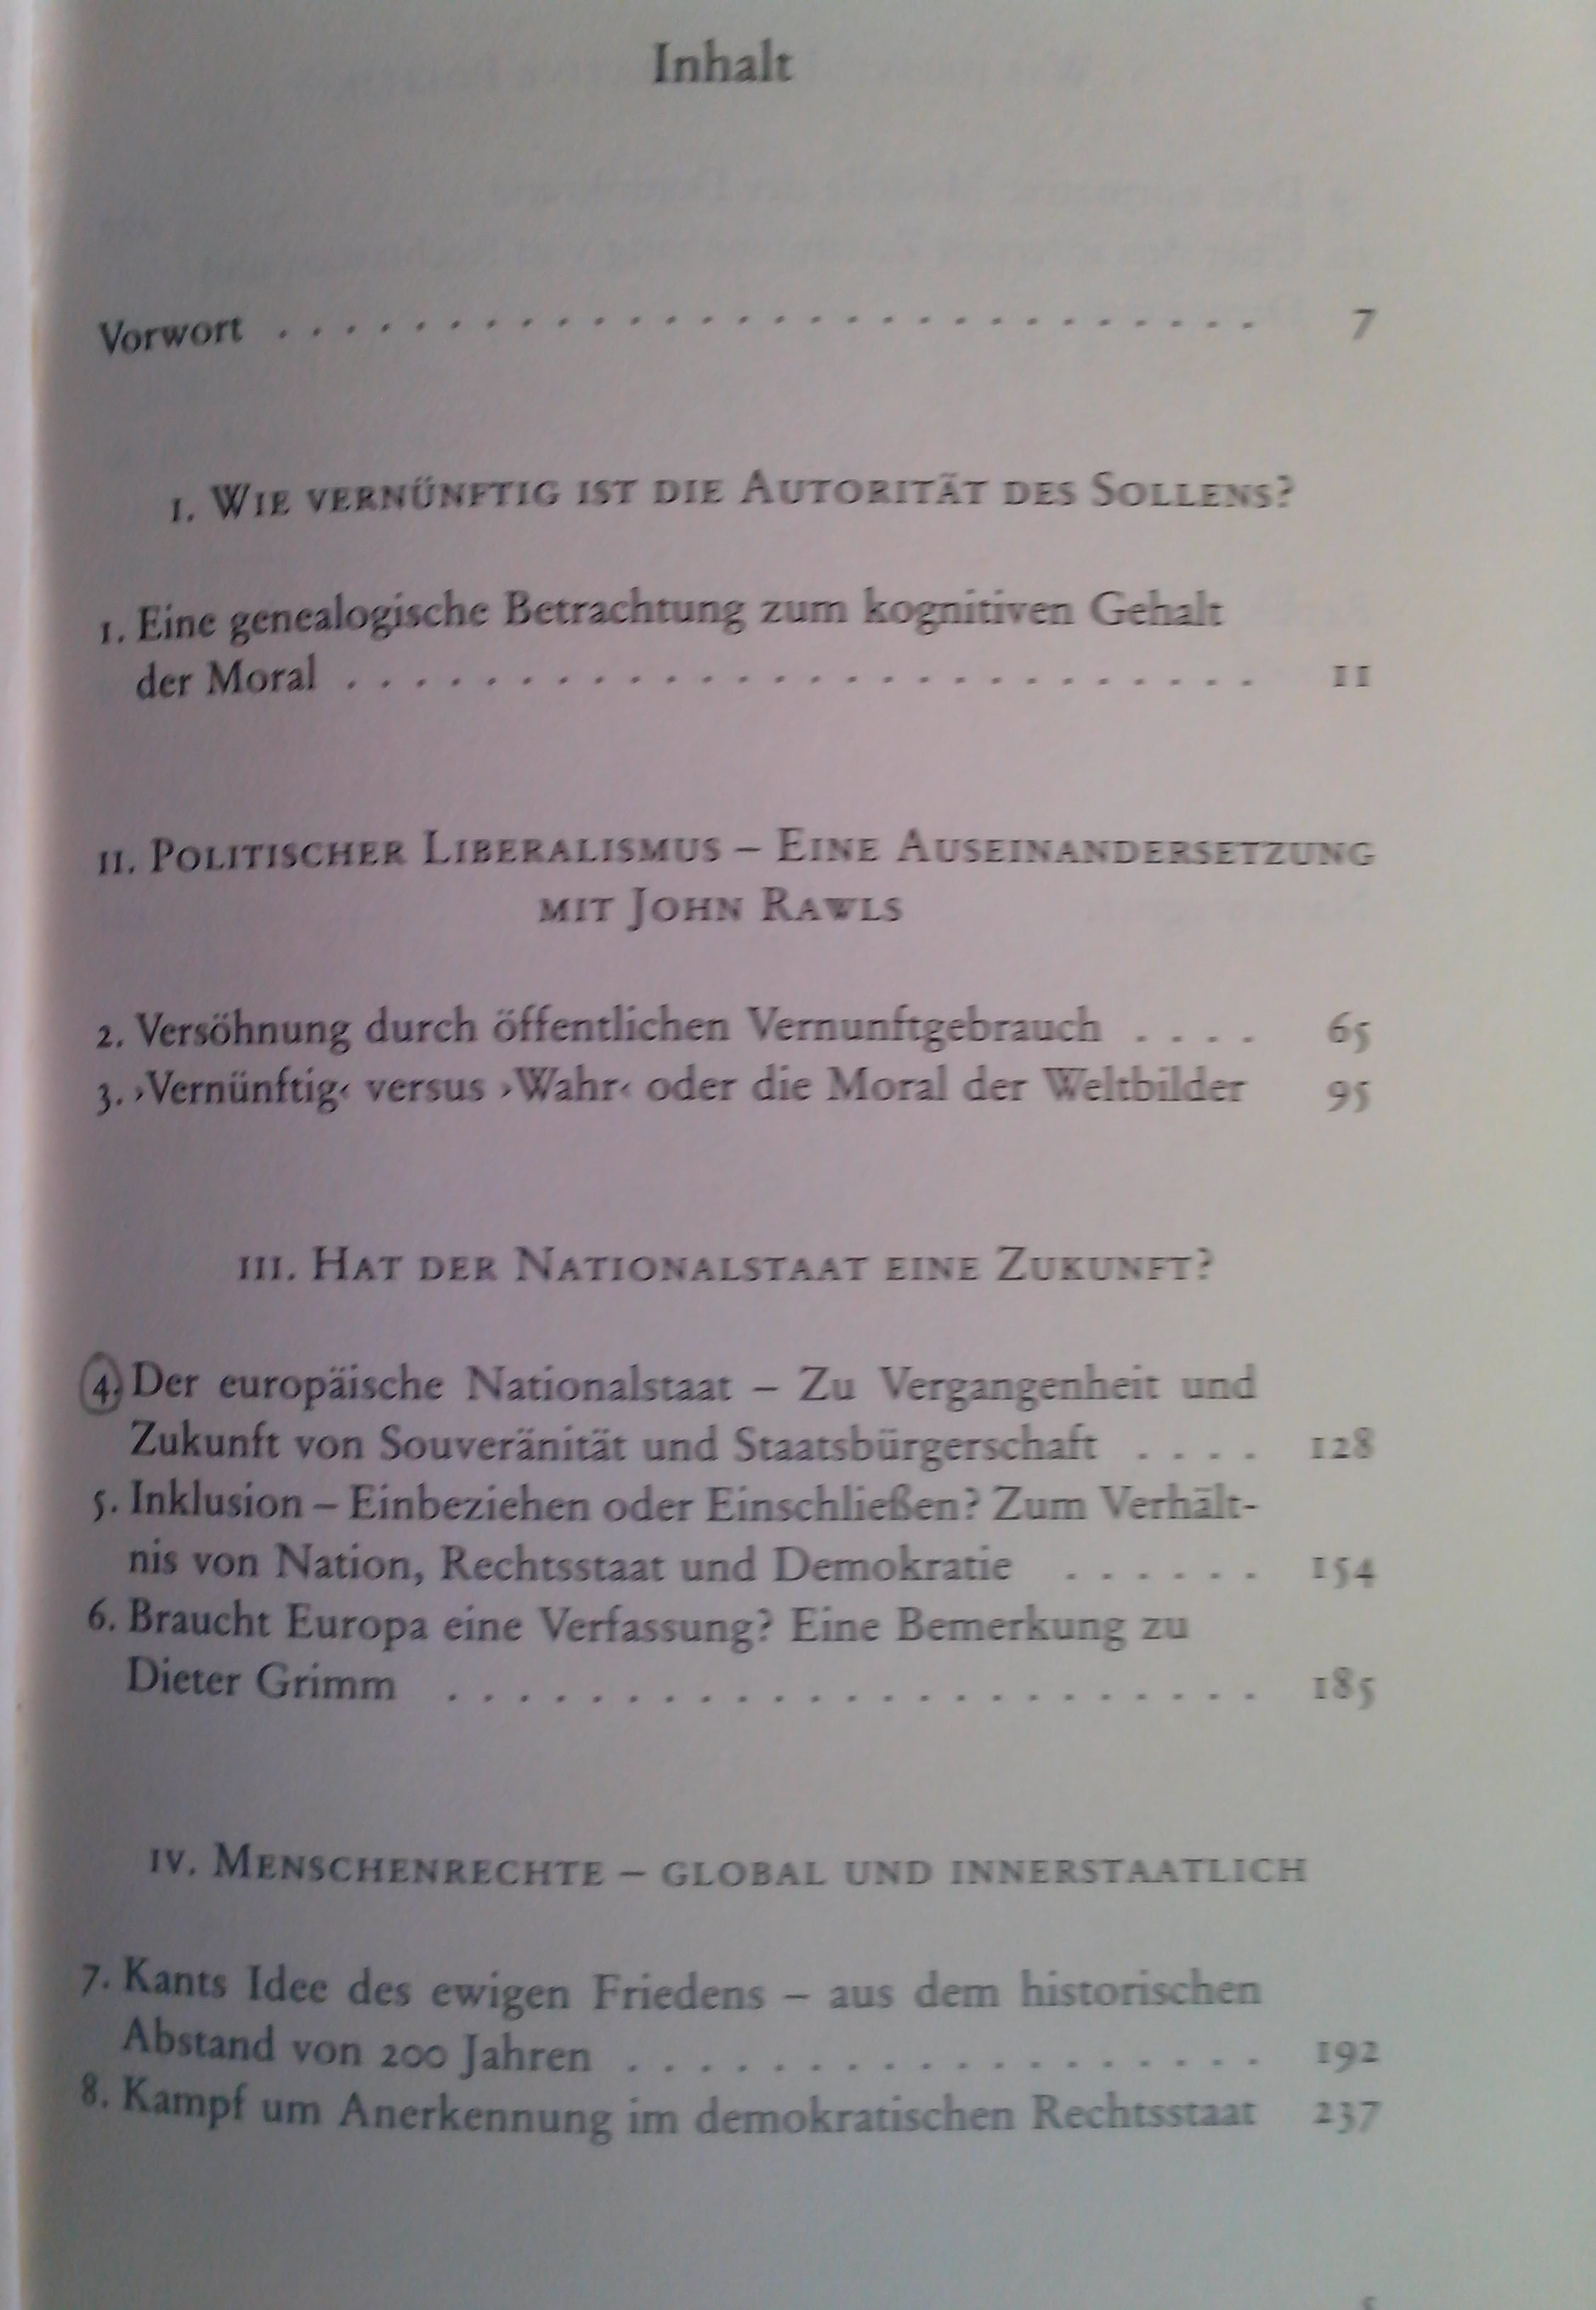 Inhalt
Vorwort . . . . . . . . . . . . . . . . . . . . . . . . . . . . 7
I. WIE VERNÜNFTIG IST DIE AUTORITÄT DES SOLLENS?
1. Eine genealogische Betrachtung zum kognitiven Gehalt
der Moral . . . . . . . . . . . . . . . . . . . . . . . . . . 11
II. POLITISCHER LIBERALISMUS – EINE AUSEINANDERSETZUNG
MIT JOHN RAWLS
2. Versöhnung durch öffentlichen Vernunftgebrauch . . . . 65
3. ›Vernünftig‹ versus ›Wahr‹ oder die Moral der Weltbilder 95
III. HAT DER NATIONALSTAAT EINE ZUKUNFT?
4. Der europäische Nationalstaat – Zu Vergangenheit und
Zukunft von Souveränität und Staatsbürgerschaft . . . . 128
5. Inklusion – Einbeziehen oder Einschließen? Zum Verhält-
nis von Nation, Rechtsstaat und Demokratie . . . . . . 154
6. Braucht Europa eine Verfassung? Eine Bemerkung zu
Dieter Grimm . . . . . . . . . . . . . . . . . . . . . . . 185
IV. MENSCHENRECHTE – GLOBAL UND INNERSTAATLICH
7. Kants Idee des ewigen Friedens – aus dem historischen
Abstand von 200 Jahren . . . . . . . . . . . . . . . . . . 192
8. Kampf um Anerkennung im demokratischen Rechtsstaat 237